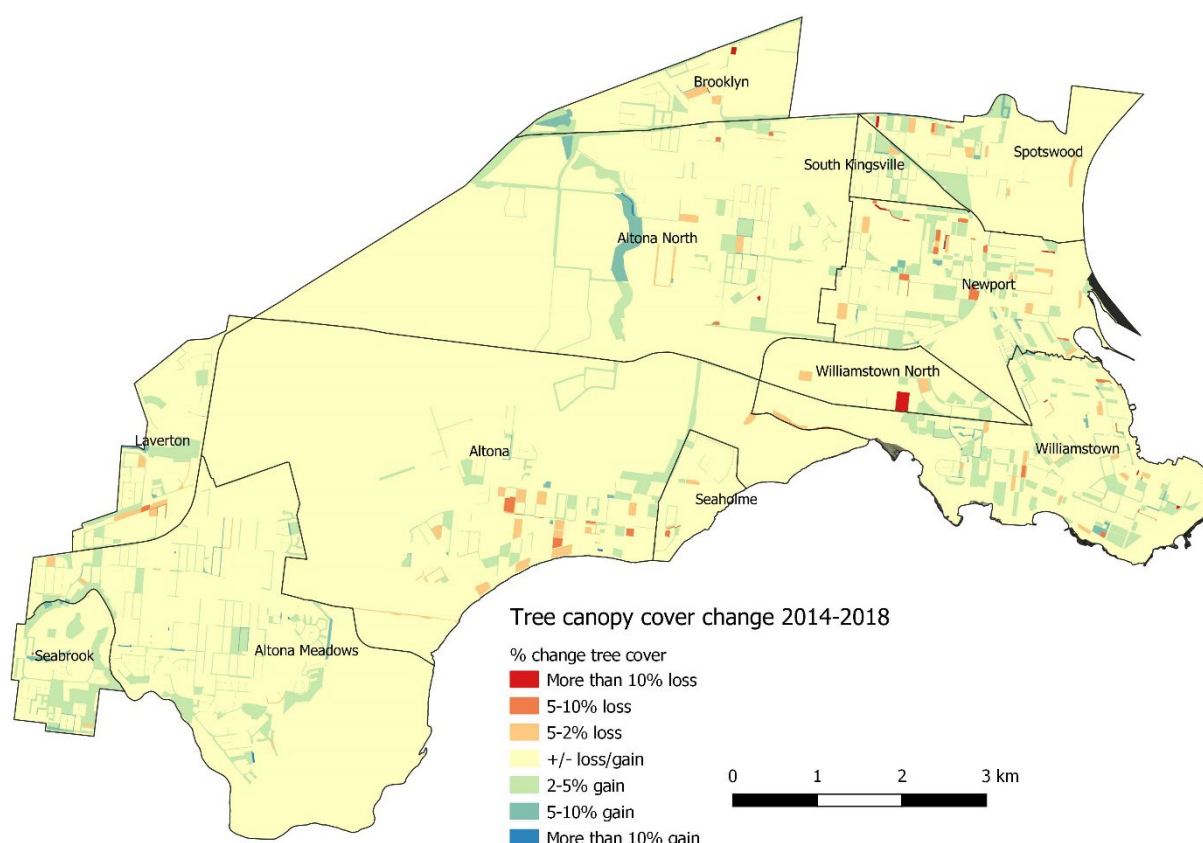 Brooklyn
Spotswood
South Kingsville
Altona North
Newport
Williamstown North
Laverton
Altona
Williamstown
Seaholme
Tree canopy cover change 2014-2018
Seabrook
Altona Meadows
% change tree cover
More than 10% loss
5-10% loss
5-2% loss
+/- loss/gain
2-5% gain
5-10% gain
More than 10% gain
0 1 2 3 km